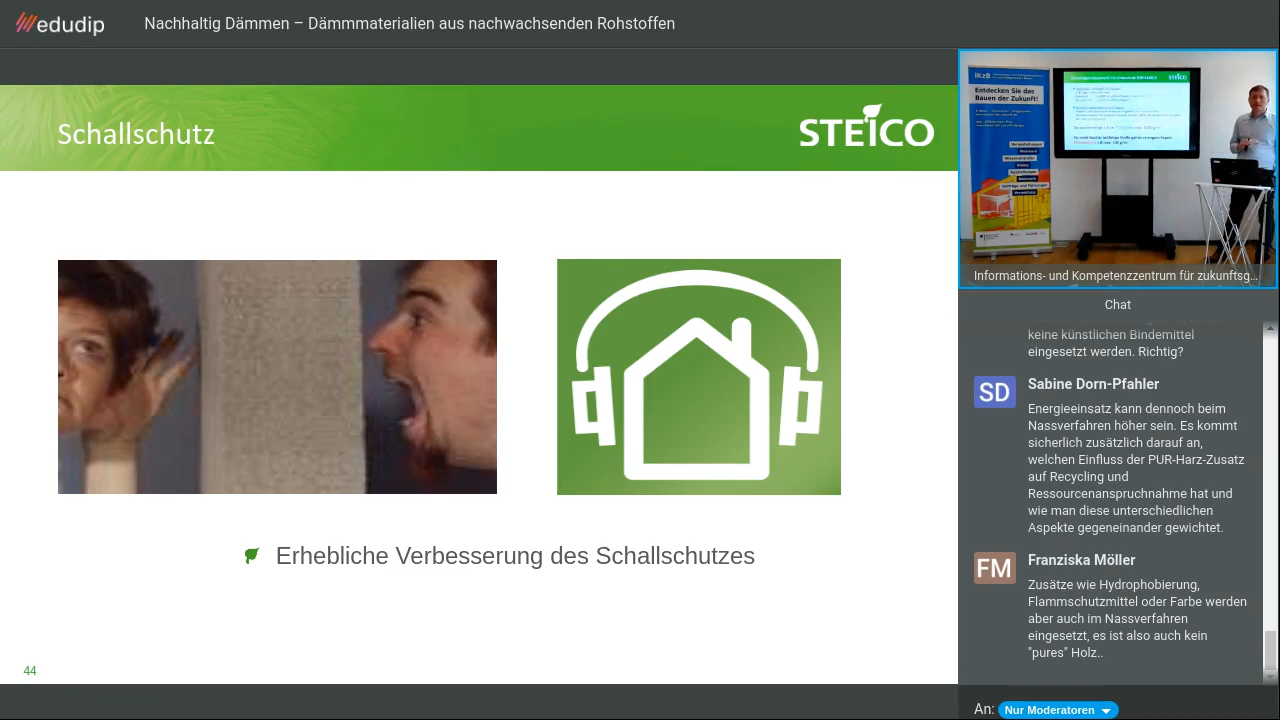 edudip
Nachhaltig Dämmen – Dämmmaterialien aus nachwachsenden Rohstoffen
Schallschutz
STEICO
Erhebliche Verbesserung des Schallschutzes
44
IKzB
Entdecken Sie das
Bauen der Zukunft!
STEICO
Informations- und Kompetenzzentrum für zukunftsg...
Chat
keine künstlichen Bindemittel
eingesetzt werden. Richtig?
SD
Sabine Dorn-Pfahler
Energieeinsatz kann dennoch beim
Nassverfahren höher sein. Es kommt
sicherlich zusätzlich darauf an,
welchen Einfluss der PUR-Harz-Zusatz
auf Recycling und
Ressourcenanspruchnahme hat und
wie man diese unterschiedlichen
Aspekte gegeneinander gewichtet.
FM
Franziska Möller
Zusätze wie Hydrophobierung,
Flammschutzmittel oder Farbe werden
aber auch im Nassverfahren
eingesetzt, es ist also auch kein
"pures" Holz..
An: Nur Moderatoren